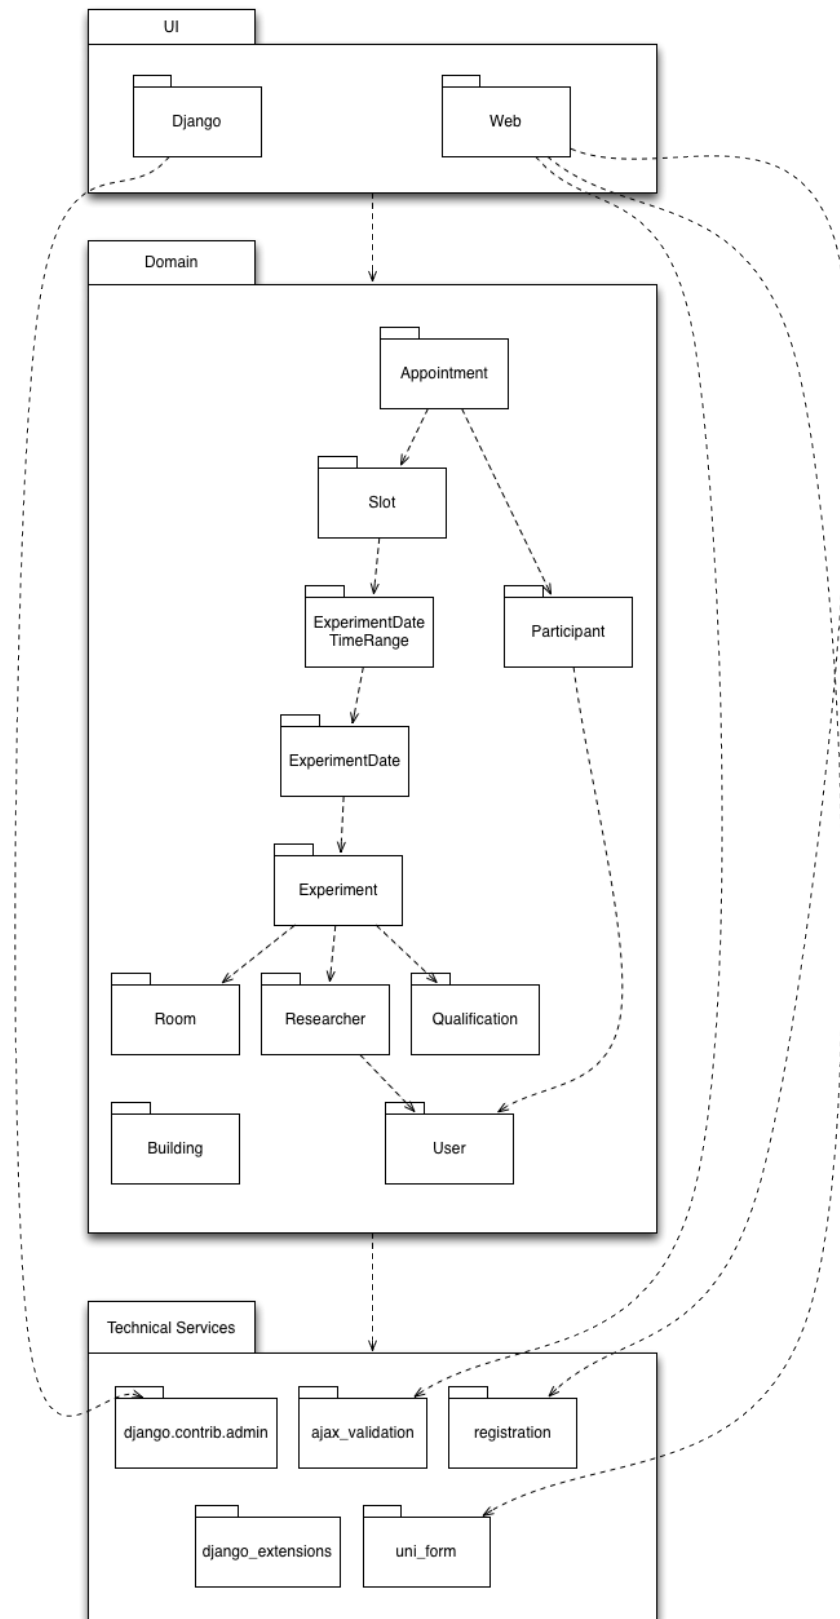 UI
Django
Web
Domain
Appointment
Slot
ExperimentDate
TimeRange
Participant
ExperimentDate
Experiment
Room
Researcher
Qualification
Building
User
Technical Services
django.contrib.admin
ajax_validation
registration
django_extensions
uni_form